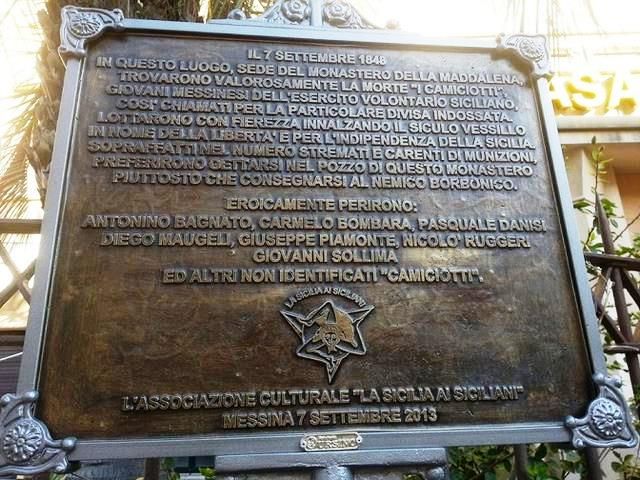 IL 7 SETTEMBRE 1848
IN QUESTO LUOGO, SEDE DEL MONASTERO DELLA MADDALENA,
TROVARONO VALOROSAMENTE LA MORTE "I CAMICIOTTI",
GIOVANI MESSINESI DELL'ESERCITO VOLONTARIO SICILIANO,
COSI' CHIAMATI PER LA PARTICOLARE DIVISA INDOSSATA.
LOTTARONO CON FIEREZZA INNALZANDO IL SICULO VESSILLO
IN NOME DELLA LIBERTA' E PER L'INDIPENDENZA DELLA SICILIA.
SOPRAFFATTI NEL NUMERO STREMATI E CARENTI DI MUNIZIONI,
PREFERIRONO GETTARSI NEL POZZO DI QUESTO MONASTERO
PIUTTOSTO CHE CONSEGNARSI AL NEMICO BORBONICO.
EROICAMENTE PERIRONO:
ANTONINO BAGNATO, CARMELO BOMBARA, PASQUALE DANISI
DIEGO MAUGELI, GIUSEPPE PIAMONTE, NICOLO' RUGGERI
GIOVANNI SOLLIMA
ED ALTRI NON IDENTIFICATI "CAMICIOTTI".
LA SICILIA AI SICILIANI
L'ASSOCIAZIONE CULTURALE "LA SICILIA AI SICILIANI"
MESSINA 7 SETTEMBRE 2013
ASA